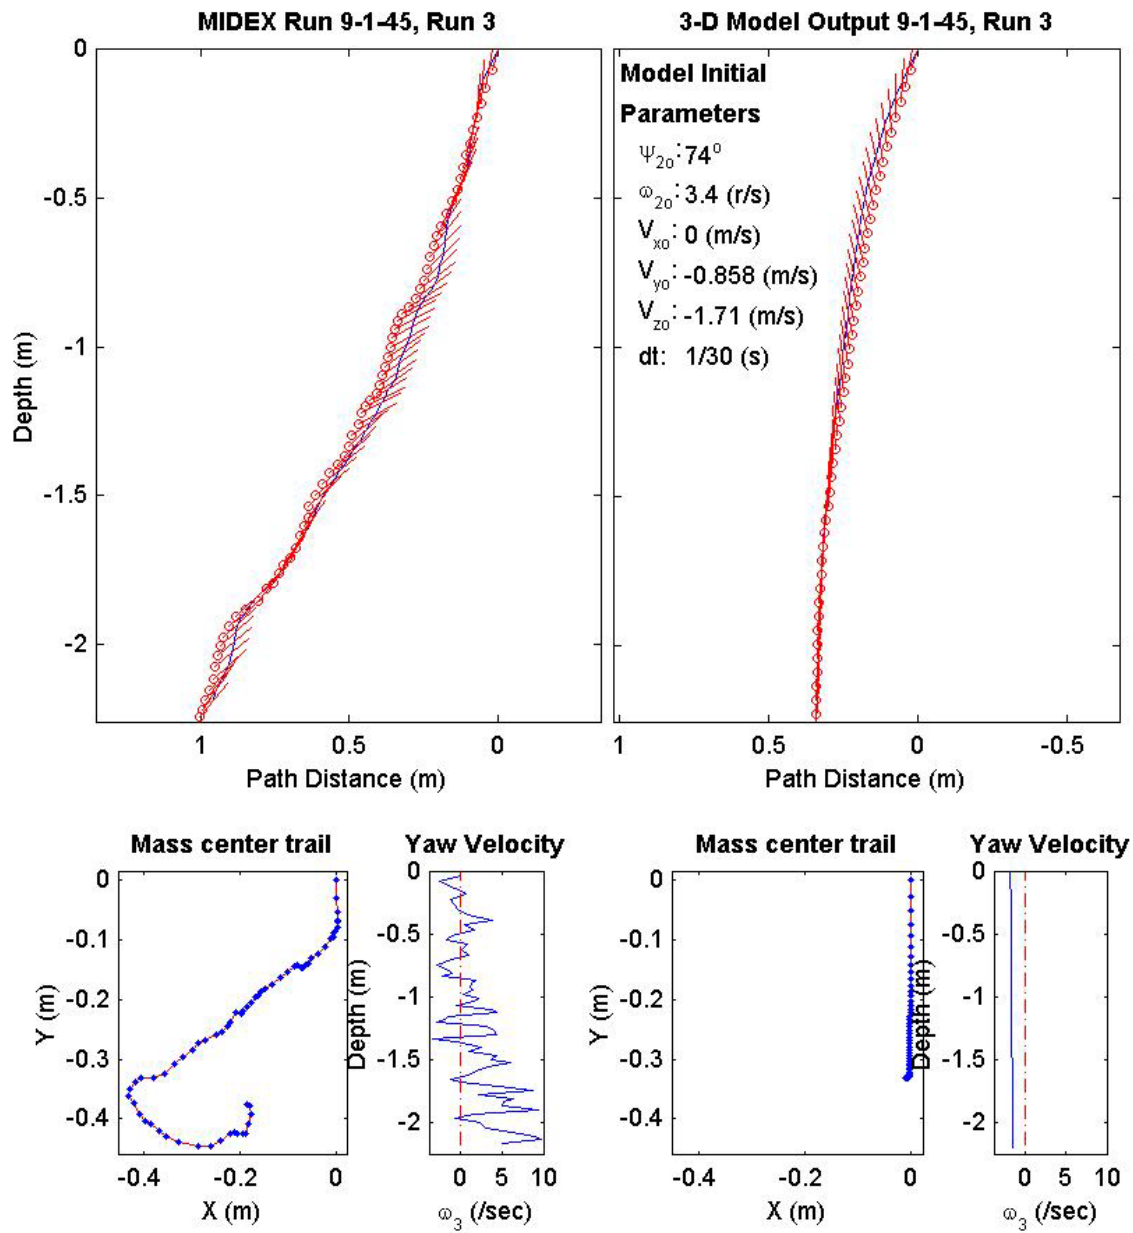 MIDEX Run 9-1-45, Run 3
3-D Model Output 9-1-45, Run 3
0
-0.5
-1
-1.5
-2
Depth (m)
1
0.5
0
Path Distance (m)
Model Initial
Parameters
Ψ2o: 74o
ω2o: 3.4 (r/s)
Vxo: 0 (m/s)
Vyo: -0.858 (m/s)
Vzo: -1.71 (m/s)
dt: 1/30 (s)
1
0.5
0
-0.5
Path Distance (m)
Mass center trail
0
-0.1
-0.2
-0.3
-0.4
Y (m)
-0.4
-0.2
0
X (m)
Yaw Velocity
0
-0.5
-1
-1.5
-2
Depth (m)
0
5
10
ω3 (/sec)
Mass center trail
0
-0.1
-0.2
-0.3
-0.4
Y (m)
-0.4
-0.2
0
X (m)
Yaw Velocity
0
-0.5
-1
-1.5
-2
Depth (m)
0
5
10
ω3 (/sec)